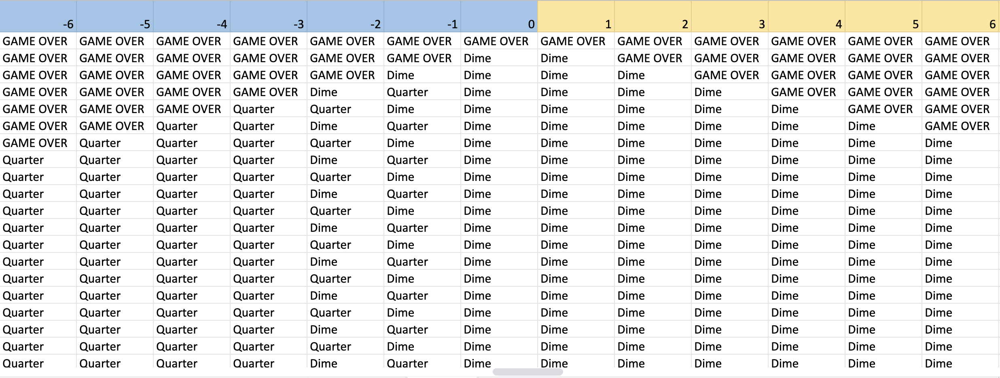 -6 -5 -4 -3 -2 -1 0 1 2 3 4 5 6
GAME OVER GAME OVER GAME OVER GAME OVER GAME OVER GAME OVER GAME OVER GAME OVER GAME OVER GAME OVER GAME OVER GAME OVER GAME OVER
GAME OVER GAME OVER GAME OVER GAME OVER GAME OVER GAME OVER Dime Dime GAME OVER GAME OVER GAME OVER GAME OVER GAME OVER
GAME OVER GAME OVER GAME OVER GAME OVER GAME OVER Dime Dime Dime Dime GAME OVER GAME OVER GAME OVER GAME OVER
GAME OVER GAME OVER GAME OVER GAME OVER Dime Quarter Dime Dime Dime Dime GAME OVER GAME OVER GAME OVER
GAME OVER GAME OVER GAME OVER Quarter Quarter Dime Dime Dime Dime Dime Dime GAME OVER GAME OVER
GAME OVER GAME OVER Quarter Quarter Dime Quarter Dime Dime Dime Dime Dime Dime GAME OVER
GAME OVER Quarter Quarter Quarter Quarter Dime Dime Dime Dime Dime Dime Dime Dime
Quarter Quarter Quarter Quarter Dime Quarter Dime Dime Dime Dime Dime Dime Dime
Quarter Quarter Quarter Quarter Quarter Dime Dime Dime Dime Dime Dime Dime Dime
Quarter Quarter Quarter Quarter Dime Quarter Dime Dime Dime Dime Dime Dime Dime
Quarter Quarter Quarter Quarter Quarter Dime Dime Dime Dime Dime Dime Dime Dime
Quarter Quarter Quarter Quarter Dime Quarter Dime Dime Dime Dime Dime Dime Dime
Quarter Quarter Quarter Quarter Quarter Dime Dime Dime Dime Dime Dime Dime Dime
Quarter Quarter Quarter Quarter Dime Quarter Dime Dime Dime Dime Dime Dime Dime
Quarter Quarter Quarter Quarter Quarter Dime Dime Dime Dime Dime Dime Dime Dime
Quarter Quarter Quarter Quarter Dime Quarter Dime Dime Dime Dime Dime Dime Dime
Quarter Quarter Quarter Quarter Quarter Dime Dime Dime Dime Dime Dime Dime Dime
Quarter Quarter Quarter Quarter Dime Quarter Dime Dime Dime Dime Dime Dime Dime
Quarter Quarter Quarter Quarter Quarter Dime Dime Dime Dime Dime Dime Dime Dime
Quarter Quarter Quarter Quarter Dime Quarter Dime Dime Dime Dime Dime Dime Dime